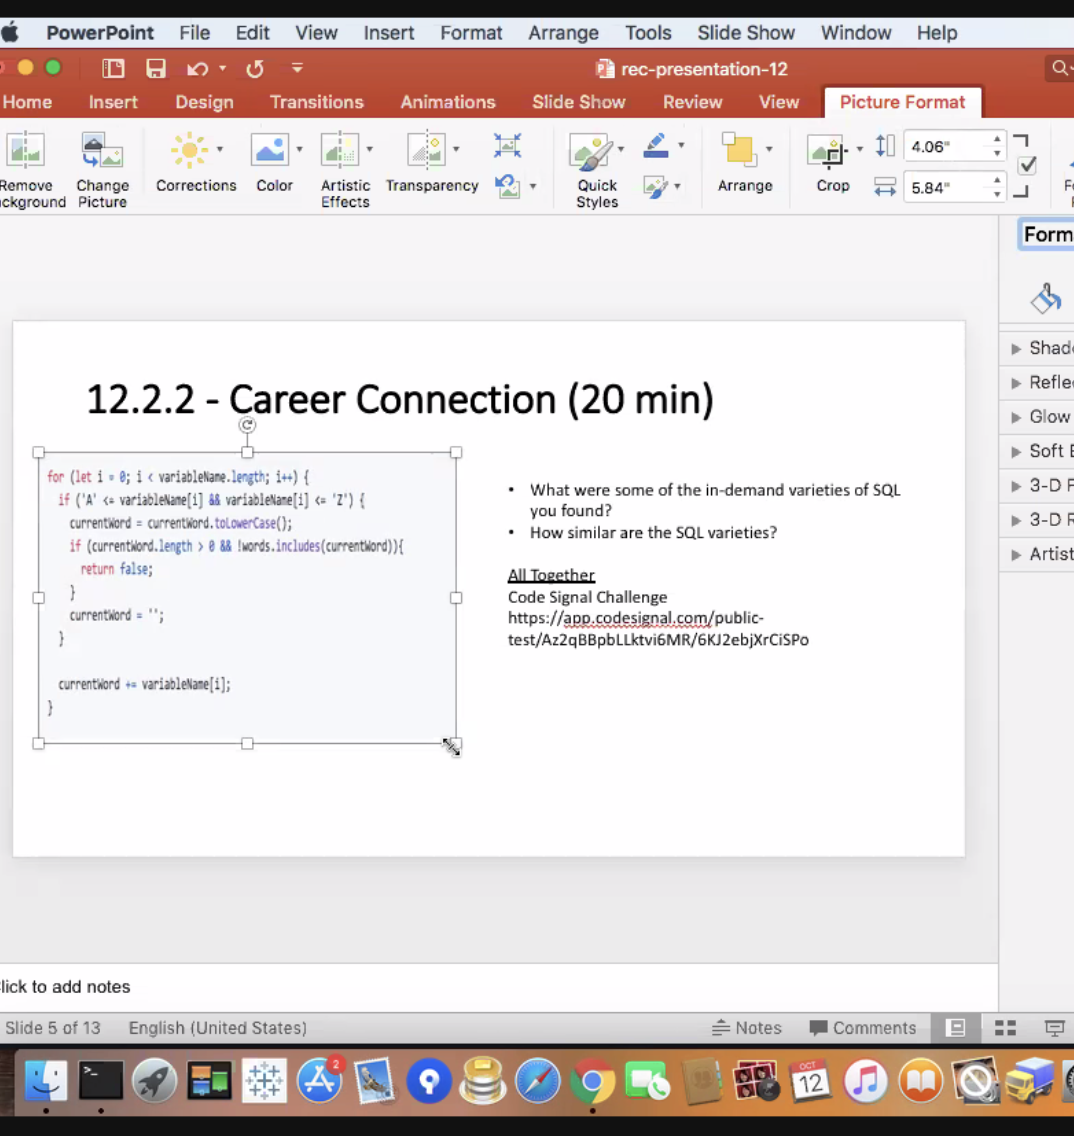 PowerPoint File Edit View Insert Format Arrange Tools Slide Show Window Help
rec-presentation-12
Home Insert Design Transitions Animations Slide Show Review View Picture Format
Remove ckground
Change Picture
Corrections
Color
Artistic Effects
Transparency
Quick Styles
Arrange
Crop
4.06"
5.84"
Form
Shad
Refle
Glow
Soft E
3-D F
3-D R
Artist
12.2.2 - Career Connection (20 min)
for (let i = 0; i < variableName.length; i++) {
if ('A' <= variableName[i] && variableName[i] <= 'Z') {
currentWord = currentWord.toLowerCase();
if (currentWord.length > 0 && !words.includes(currentWord)){
return false;
}
currentWord = '';
}
currentWord += variableName[i];
}
• What were some of the in-demand varieties of SQL
you found?
• How similar are the SQL varieties?
All Together
Code Signal Challenge
https://app.codesignal.com/public-
test/Az2qBBpbLLktvi6MR/6KJ2ebjXrCiSPo
lick to add notes
Slide 5 of 13 English (United States) Notes Comments
>_
2
OCT
12